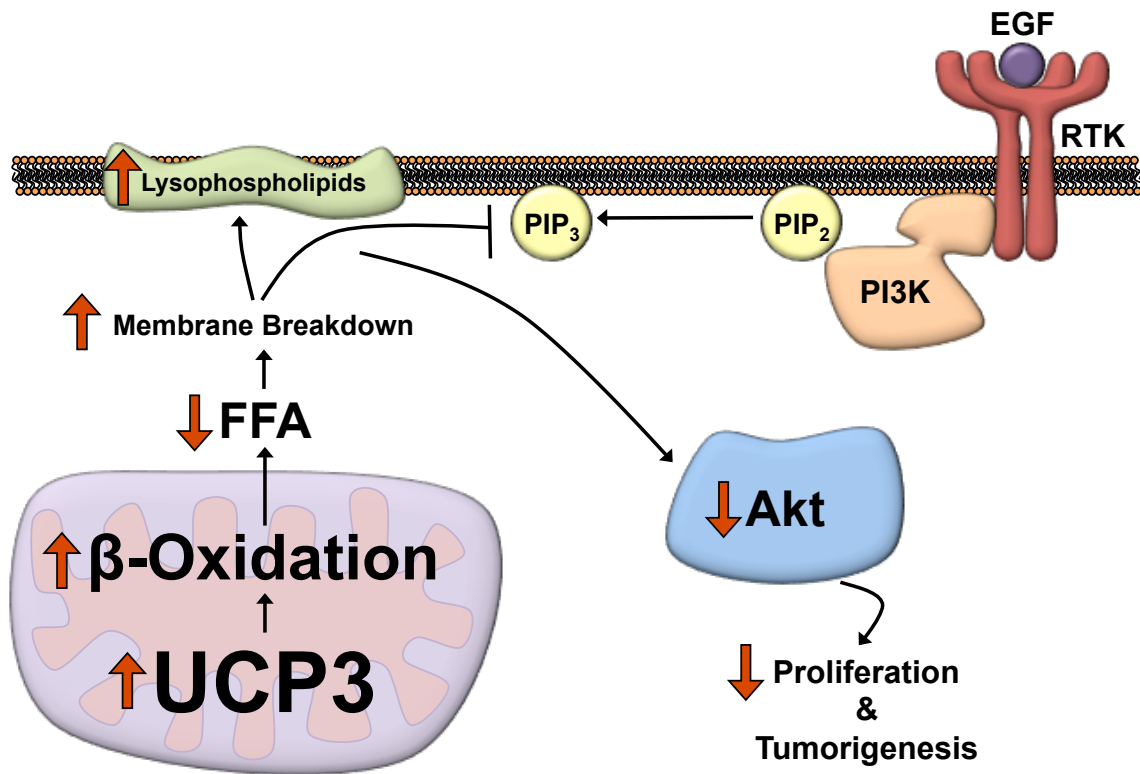 EGF
RTK
Lysophospholipids
PIP₃
PIP₂
PI3K
Membrane Breakdown
FFA
Akt
β-Oxidation
UCP3
Proliferation
&
Tumorigenesis